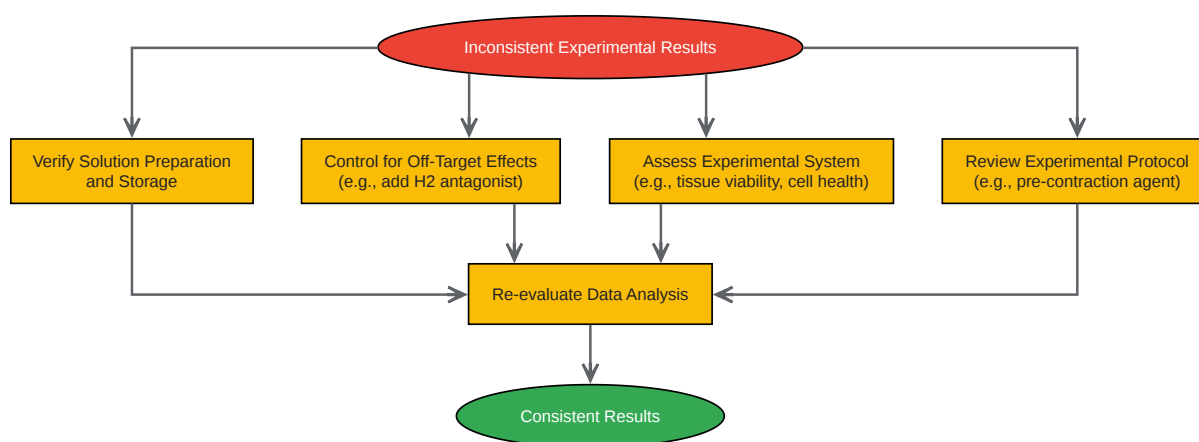 Inconsistent Experimental Results
Verify Solution Preparation
and Storage
Control for Off-Target Effects
(e.g., add H2 antagonist)
Assess Experimental System
(e.g., tissue viability, cell health)
Review Experimental Protocol
(e.g., pre-contraction agent)
Re-evaluate Data Analysis
Consistent Results